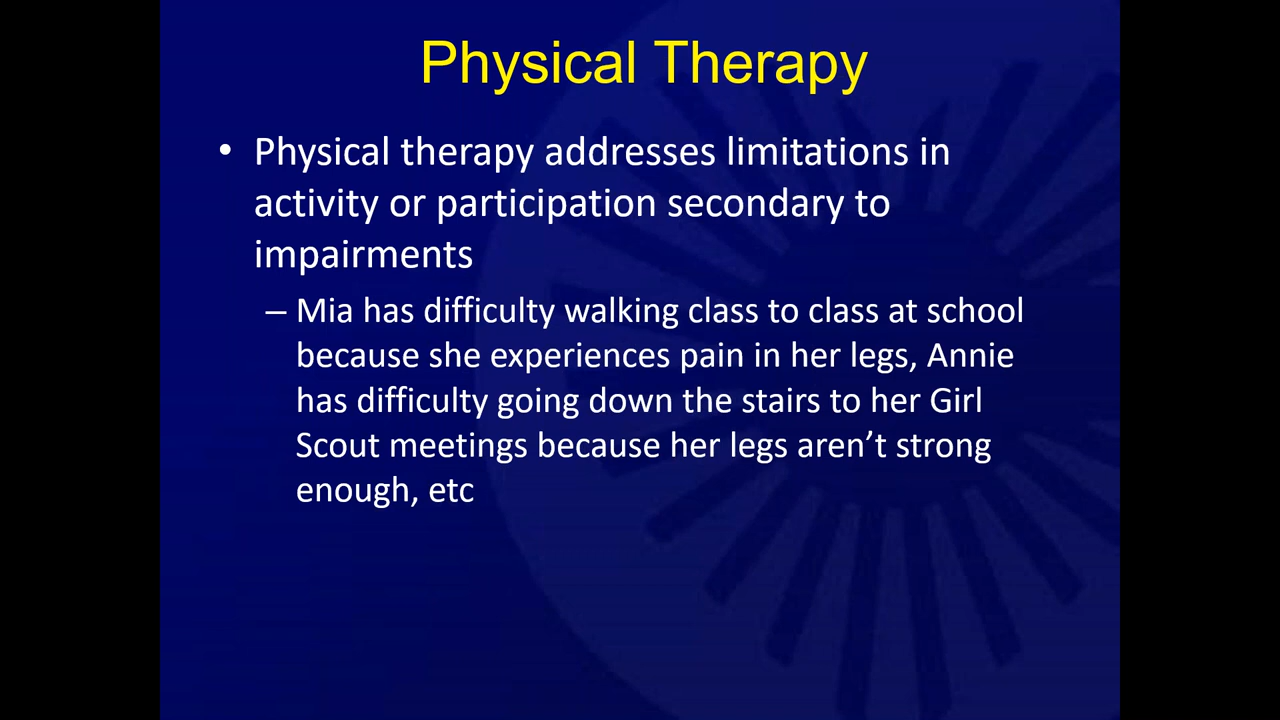 Physical Therapy
• Physical therapy addresses limitations in
activity or participation secondary to
impairments
– Mia has difficulty walking class to class at school
because she experiences pain in her legs, Annie
has difficulty going down the stairs to her Girl
Scout meetings because her legs aren’t strong
enough, etc